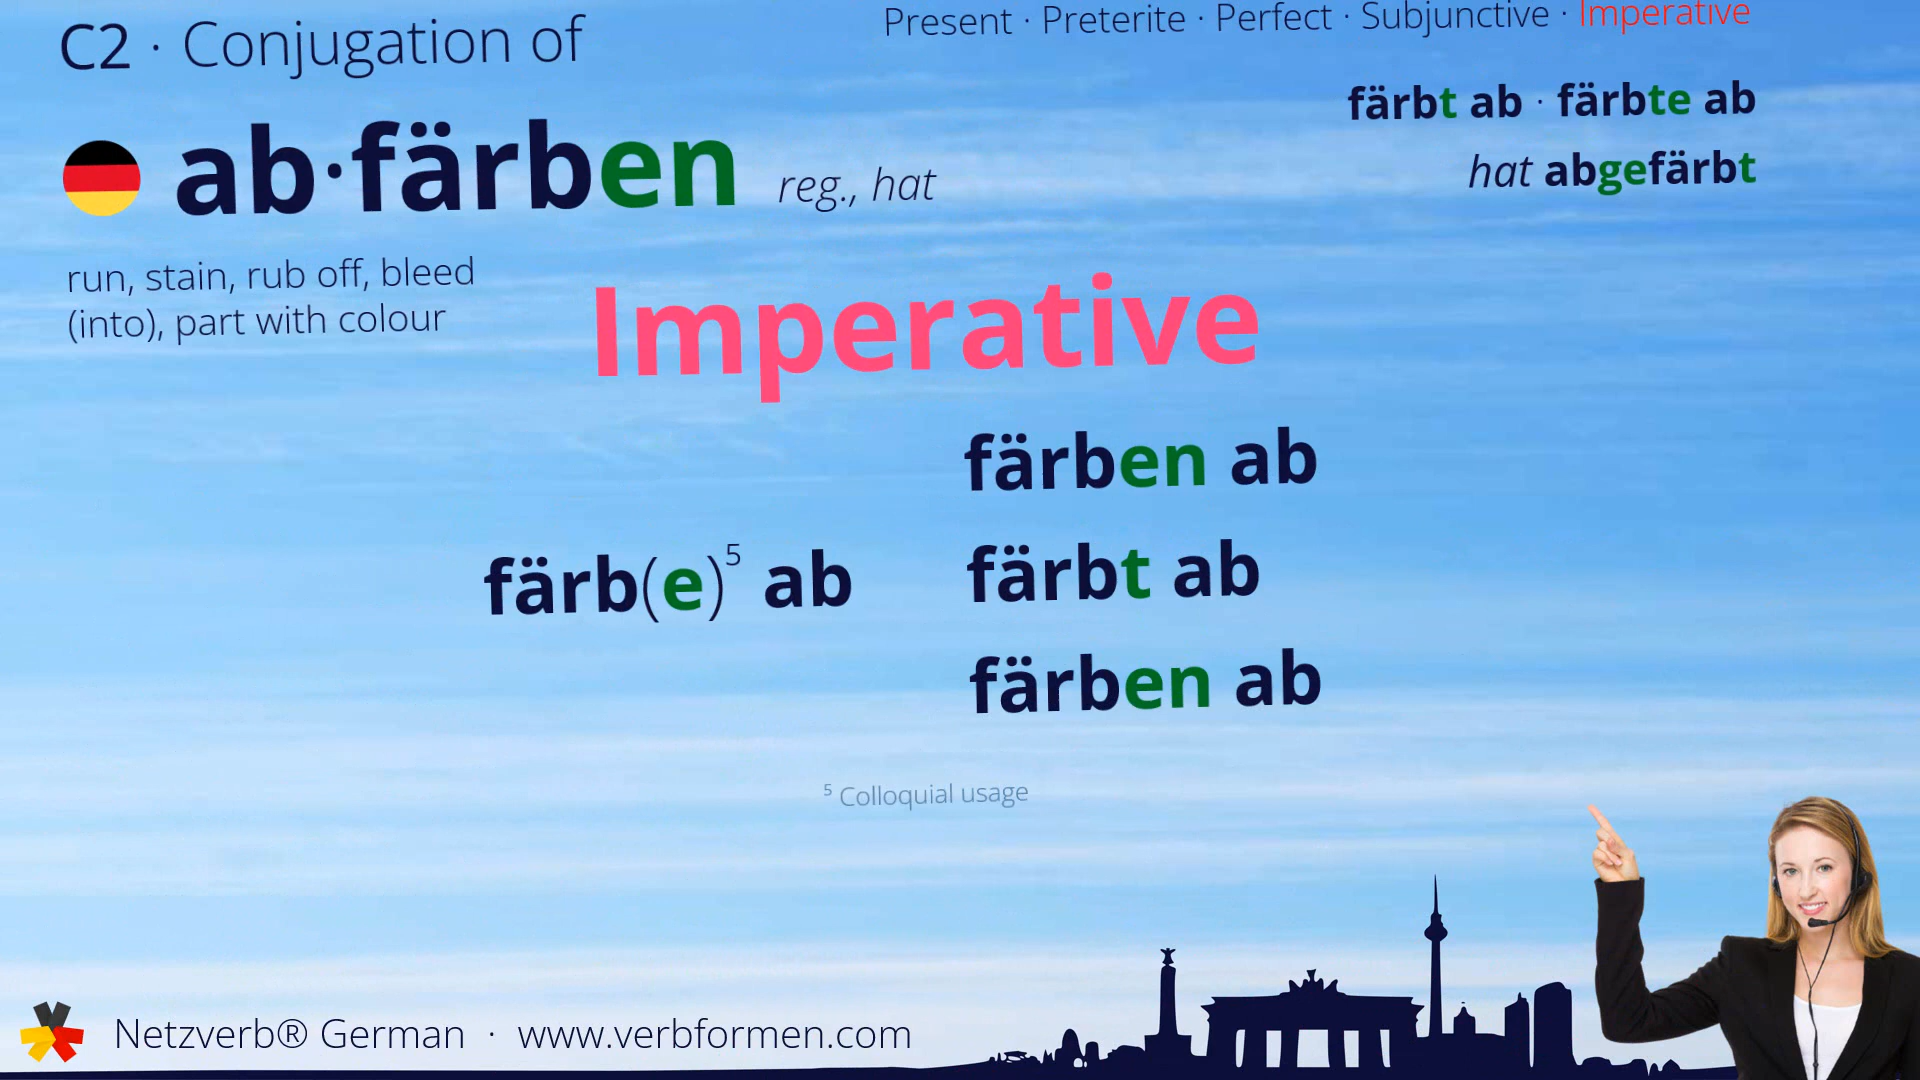 C2 · Conjugation of
Present · Preterite · Perfect · Subjunctive · Imperative
ab·färben reg., hat
färbt ab · färbte ab
hat abgefärbt
run, stain, rub off, bleed
(into), part with colour
Imperative
färben ab
färb(e)⁵ ab
färbt ab
färben ab
⁵ Colloquial usage
Netzverb® German · www.verbformen.com